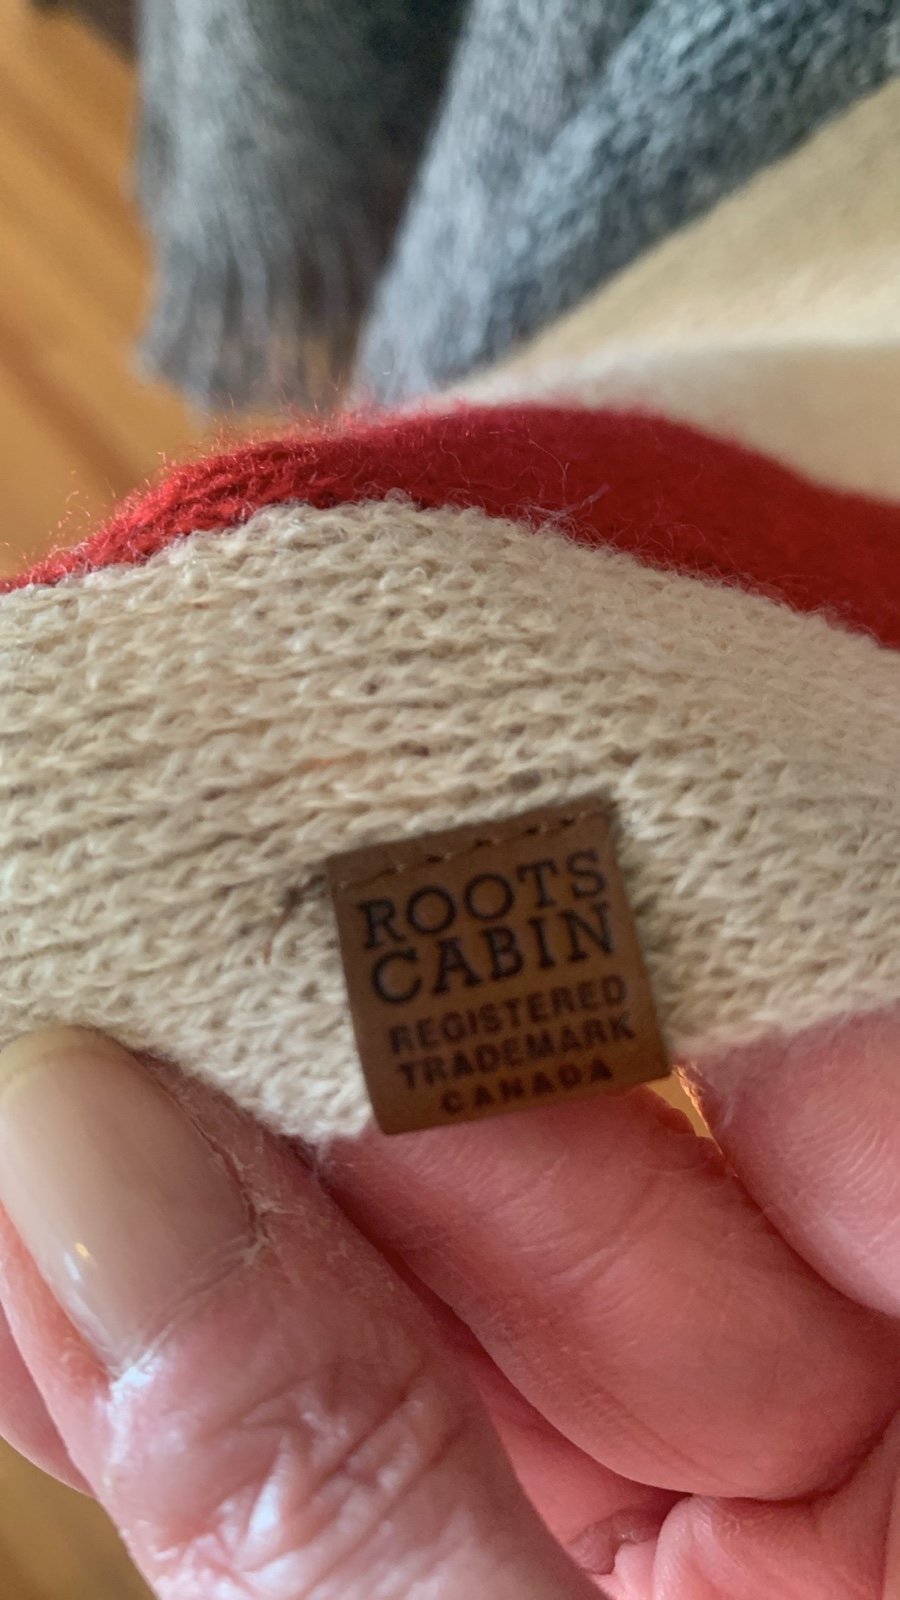 ROOTS
CABIN
REGISTERED
TRADEMARK
CANADA